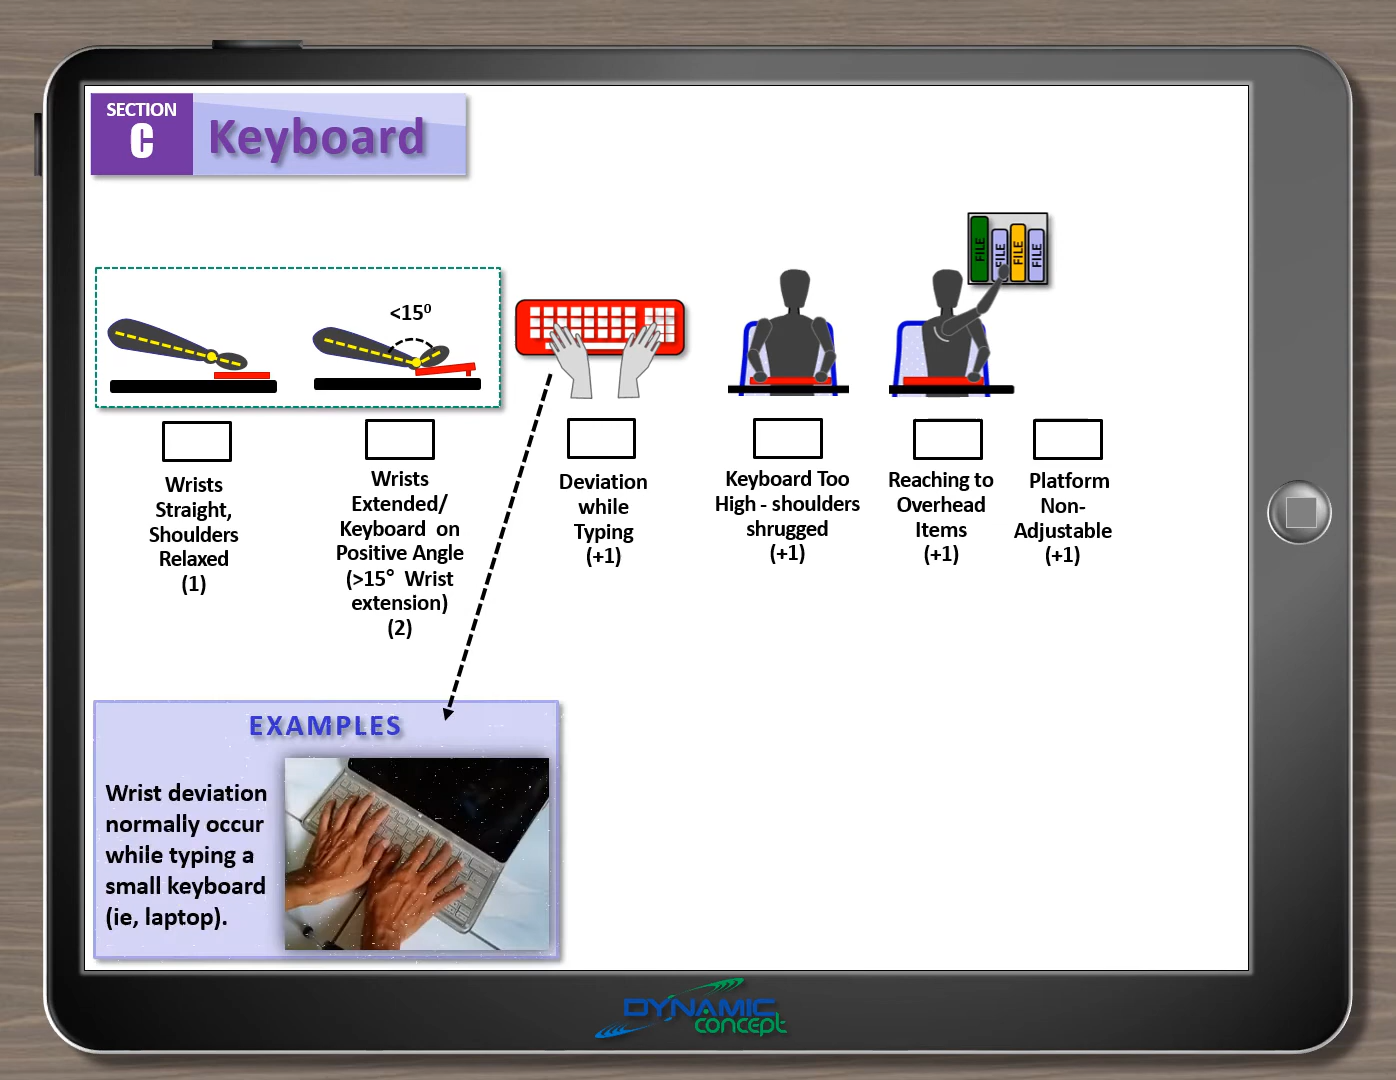 SECTION
C
Keyboard
FILE
FILE
FILE
FILE
<15⁰
Wrists
Straight,
Shoulders
Relaxed
(1)
Wrists
Extended/
Keyboard on
Positive Angle
(>15° Wrist
extension)
(2)
Deviation
while
Typing
(+1)
Keyboard Too
High - shoulders
shrugged
(+1)
Reaching to
Overhead
Items
(+1)
Platform
Non-
Adjustable
(+1)
EXAMPLES
Wrist deviation
normally occur
while typing a
small keyboard
(ie, laptop).
DYNAMIC
concept